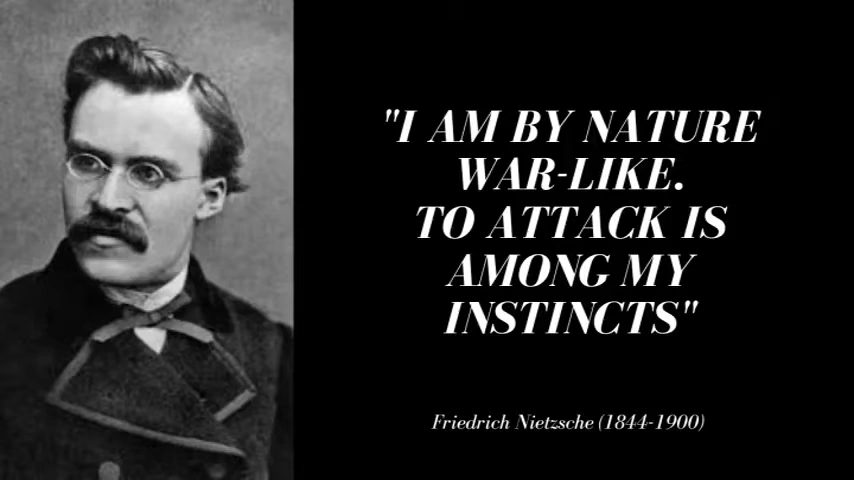 "I AM BY NATURE
WAR-LIKE.
TO ATTACK IS
AMONG MY
INSTINCTS"
Friedrich Nietzsche (1844-1900)